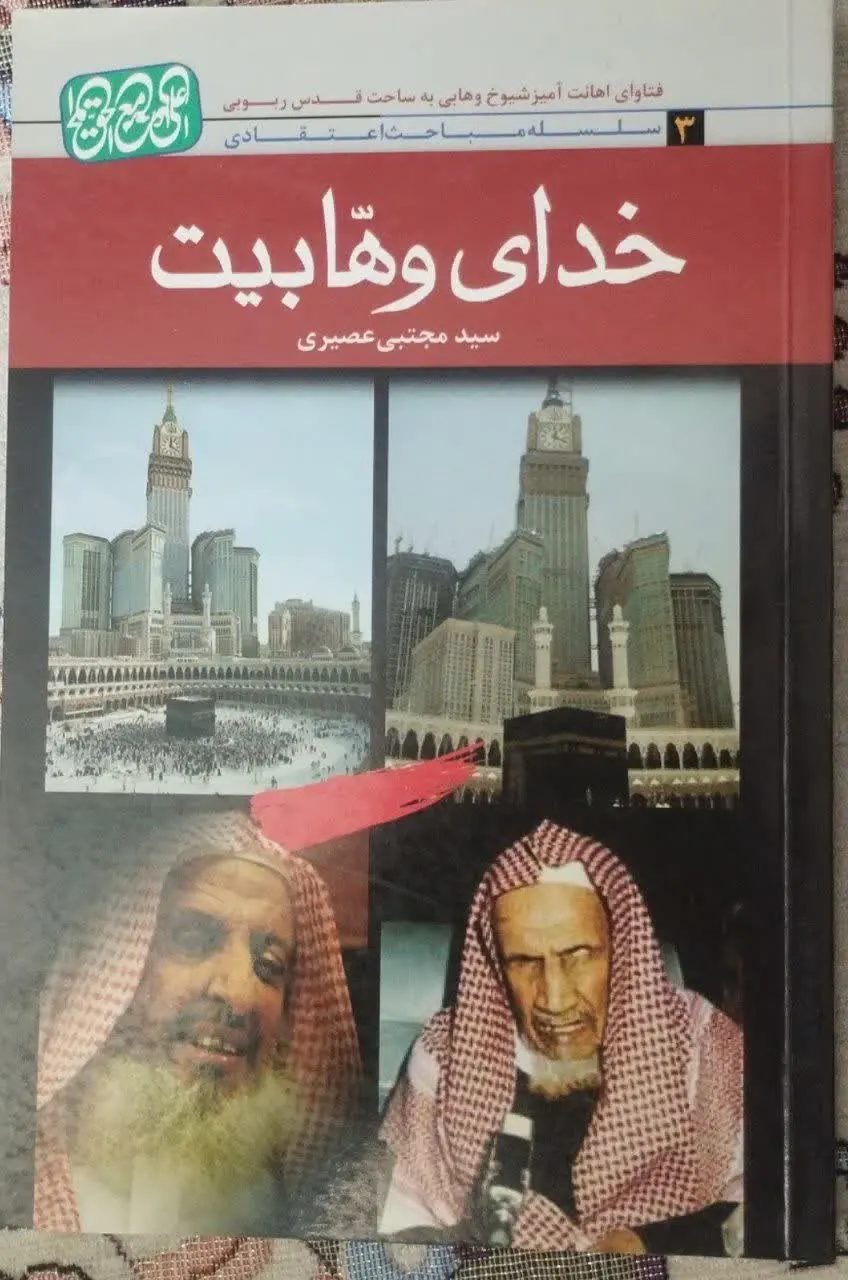 فتاوای اهانت آمیز شیوخ وهابی به ساحت قدس ربوبی
۳ سلسله مباحث اعتقادی
علی مع الحق
خدای وهّابیت
سید مجتبی عصیری